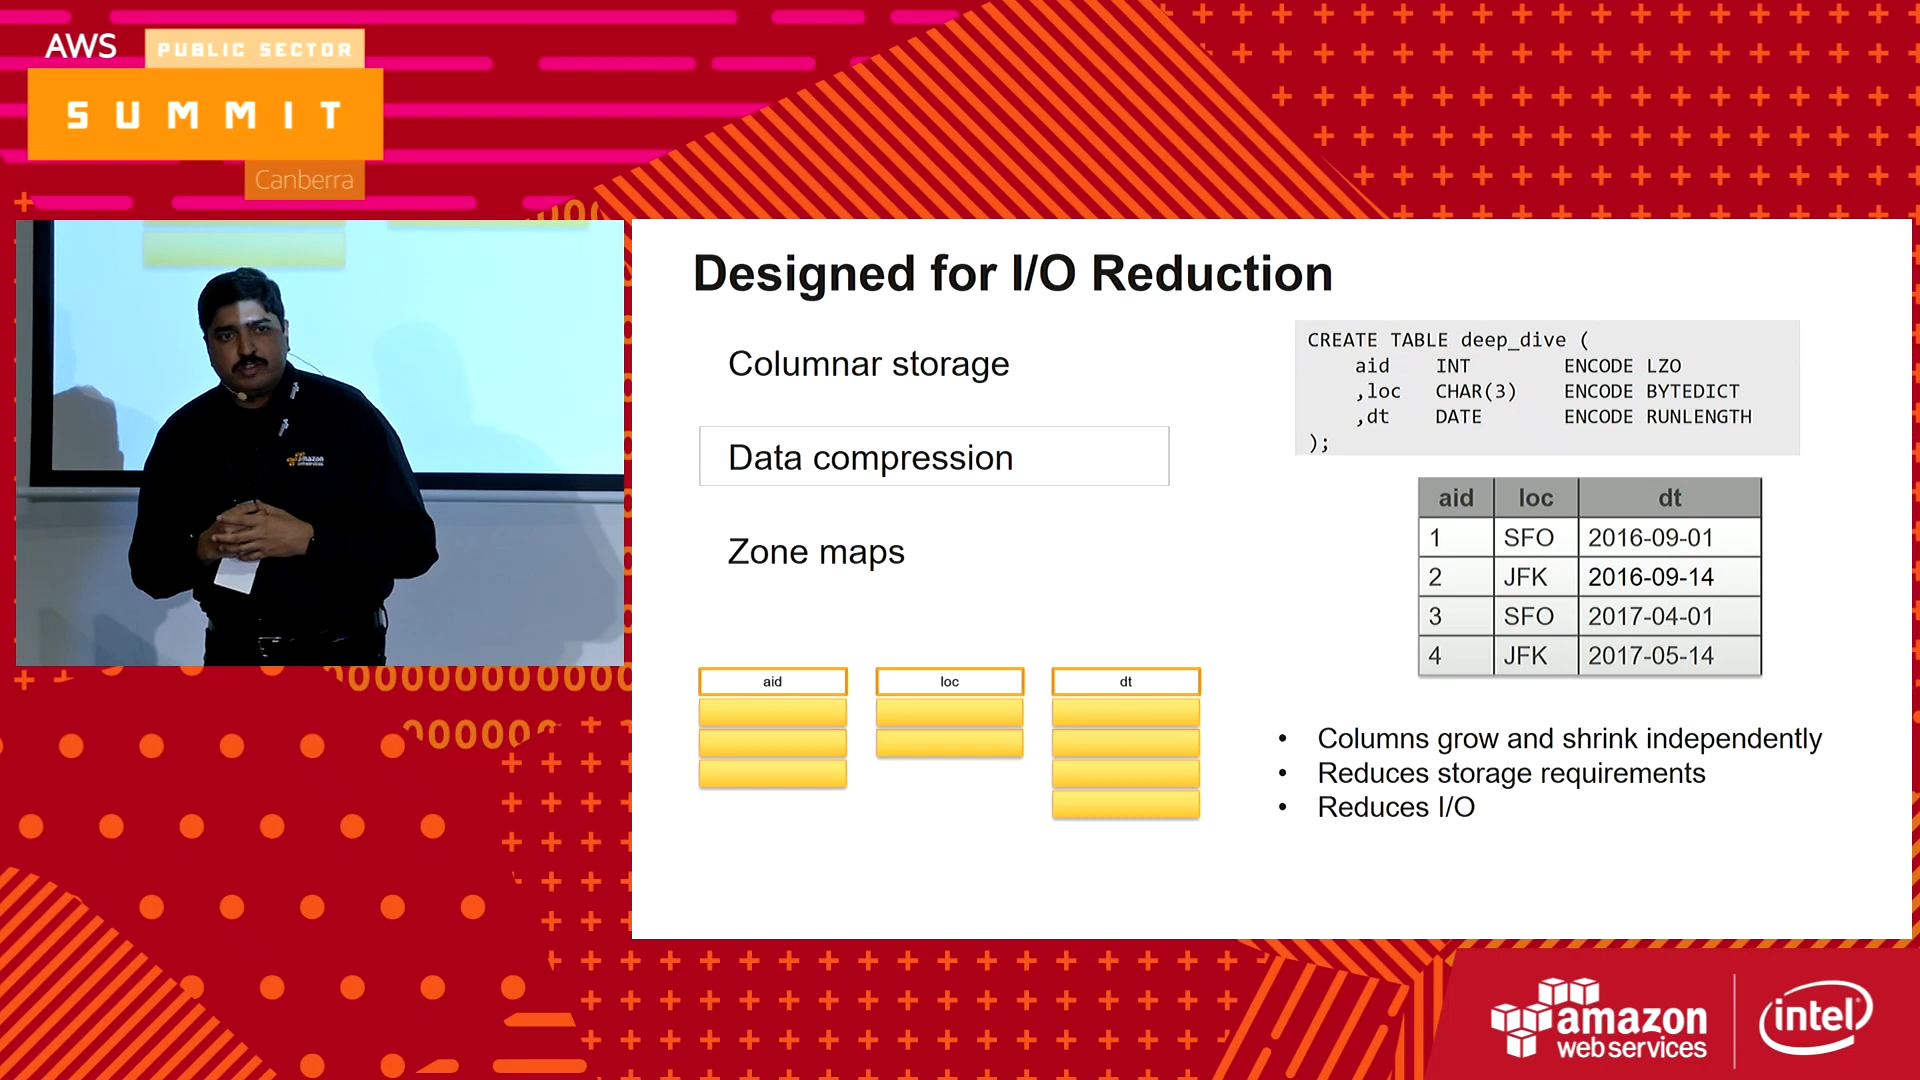 AWS
PUBLIC SECTOR
SUMMIT
Canberra
amazon
webservices
Designed for I/O Reduction
Columnar storage
Data compression
Zone maps
CREATE TABLE deep_dive (
aid INT ENCODE LZO
,loc CHAR(3) ENCODE BYTEDICT
,dt DATE ENCODE RUNLENGTH
);
aid loc dt
1 SFO 2016-09-01
2 JFK 2016-09-14
3 SFO 2017-04-01
4 JFK 2017-05-14
aid loc dt
• Columns grow and shrink independently
• Reduces storage requirements
• Reduces I/O
amazon
webservices
intel